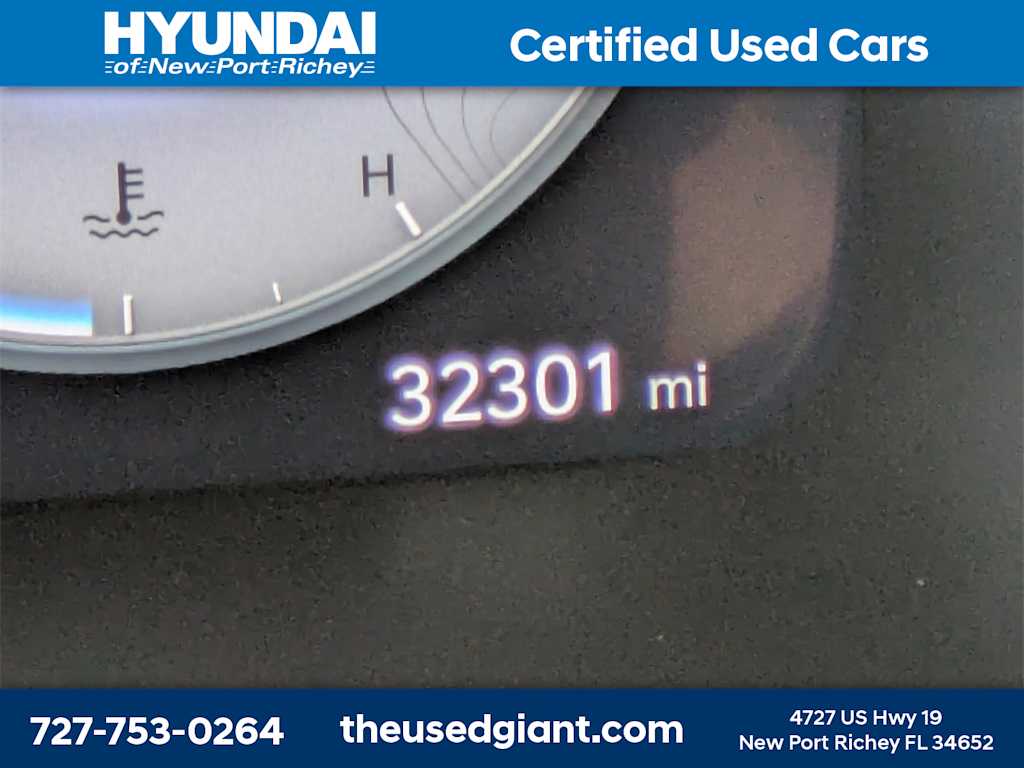 HYUNDAI
of New Port Richey
Certified Used Cars
H
32301 mi
727-753-0264
theusedgiant.com
4727 US Hwy 19
New Port Richey FL 34652